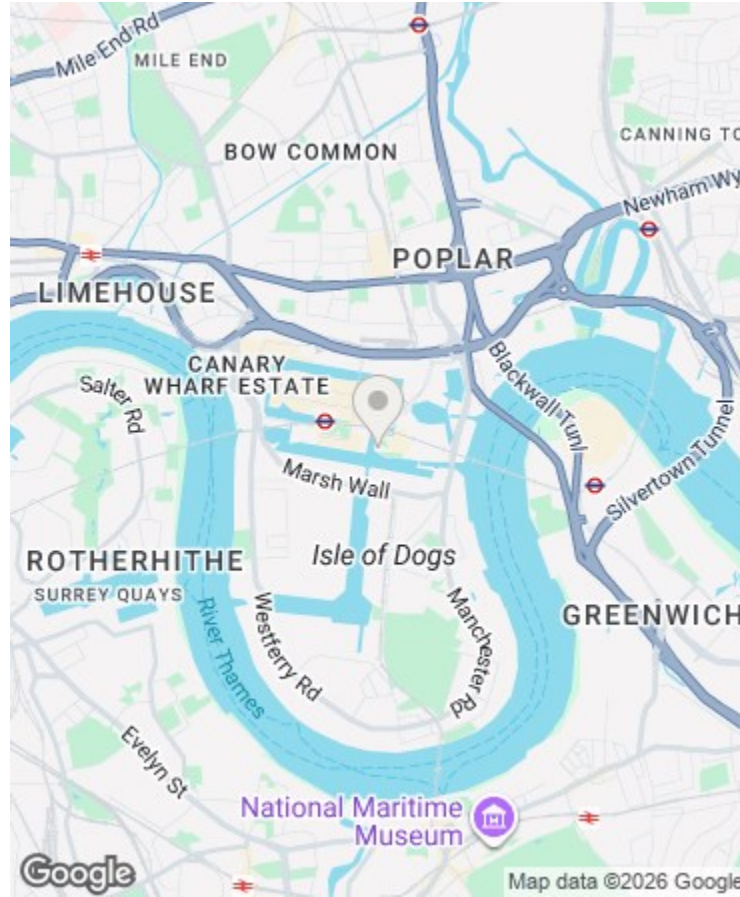 Mile End Rd
MILE END
BOW COMMON
CANNING TO
Newham Wy
POPLAR
LIMEHOUSE
CANARY
WHARF ESTATE
Salter Rd
Blackwall Tunl
Silvertown Tunnel
Marsh Wall
ROTHERHITHE
SURREY QUAYS
Isle of Dogs
GREENWICH
River Thames
Westferry Rd
Manchester Rd
Evelyn St
National Maritime
Museum
Google
Map data ©2026 Google